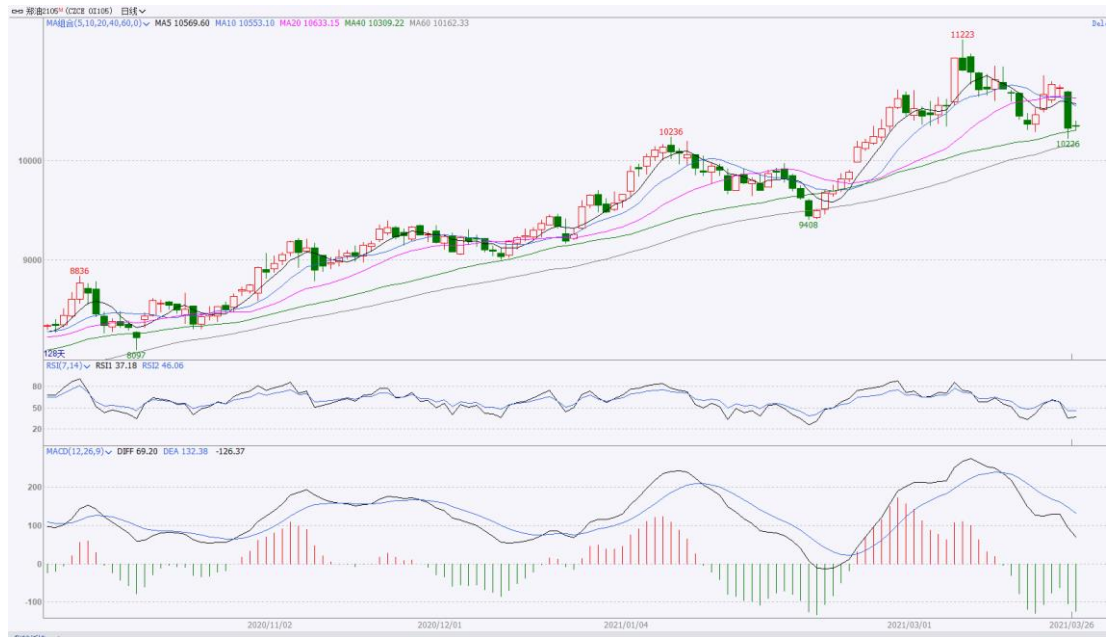 郑油2105ᴹ (CZCE OI105) 日线
MA组合(5,10,20,40,60,0) MA5 10569.60 MA10 10553.10 MA20 10633.15 MA40 10309.22 MA60 10162.33
11223
10236
10000
10226
9408
9000
8836
8097
128天
RSI(7,14) RSI1 37.18 RSI2 46.06
80
50
20
MACD(12,26,9) DIFF 69.20 DEA 132.38 -126.37
200
100
0
-100
2020/11/02 2020/12/01 2021/01/04 2021/03/01 2021/03/26